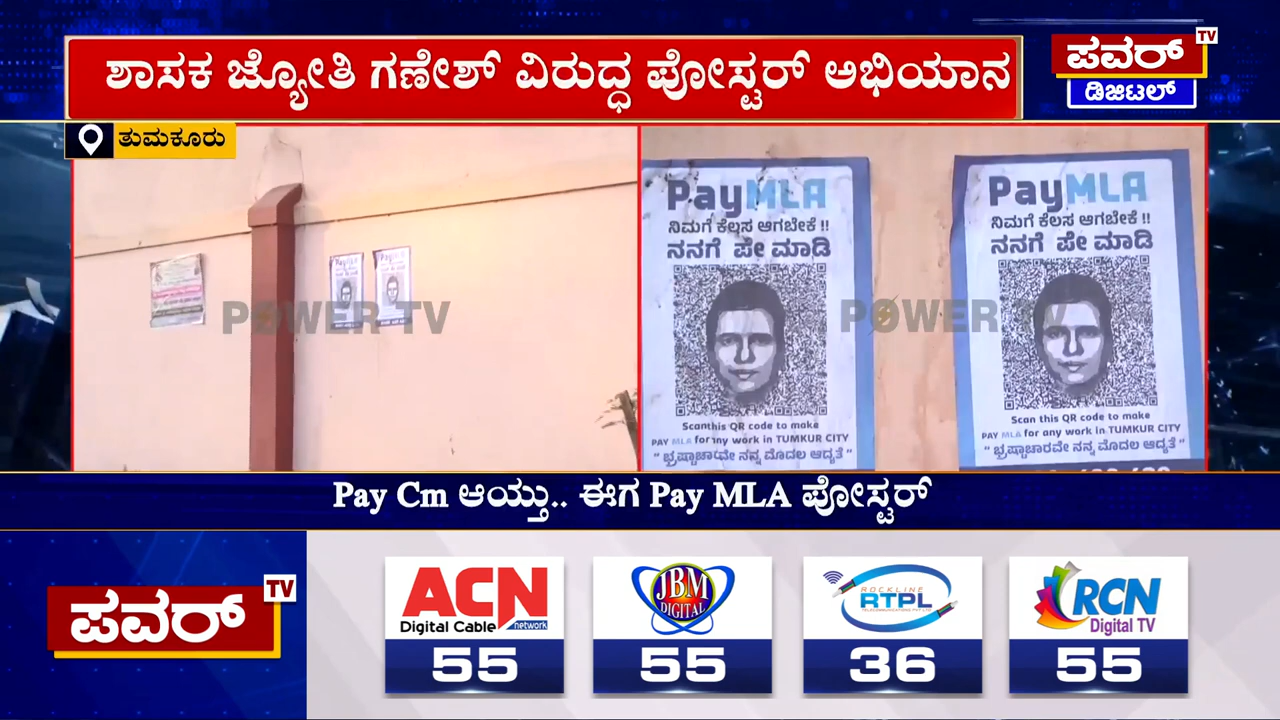 ಶಾಸಕ ಜ್ಯೋತಿ ಗಣೇಶ್ ವಿರುದ್ಧ ಪೋಸ್ಟರ್ ಅಭಿಯಾನ
ಪವರ್ TV
ಡಿಜಿಟಲ್
ತುಮಕೂರು
PayMLA
ನಿಮಗೆ ಕೆಲಸ ಆಗಬೇಕೆ !!
ನನಗೆ ಪೇ ಮಾಡಿ
Scan this QR code to make
PAY MLA for any work in TUMKUR CITY
“ ಭ್ರಷ್ಟಾಚಾರವೇ ನನ್ನ ಮೊದಲ ಆದ್ಯತೆ ”
PayMLA
ನಿಮಗೆ ಕೆಲಸ ಆಗಬೇಕೆ !!
ನನಗೆ ಪೇ ಮಾಡಿ
Scan this QR code to make
PAY MLA for any work in TUMKUR CITY
“ ಭ್ರಷ್ಟಾಚಾರವೇ ನನ್ನ ಮೊದಲ ಆದ್ಯತೆ ”
POWER TV
POWER TV
Pay Cm ಆಯ್ತು.. ಈಗ Pay MLA ಪೋಸ್ಟರ್
ಪವರ್ TV
ACN
Digital Cable network
55
JBM
DIGITAL
55
ROCKLINE
RTPL
36
RCN
Digital TV
55